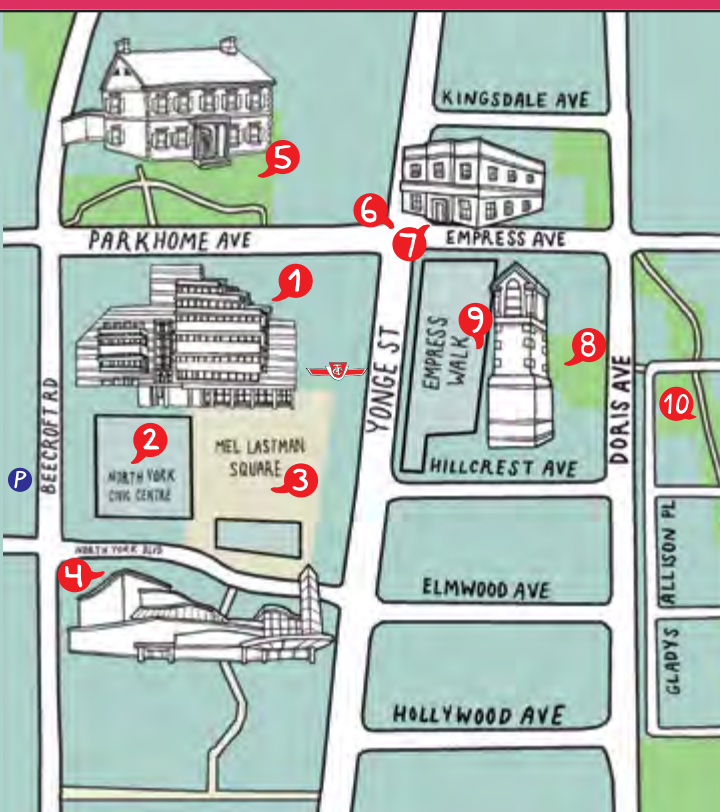 KINGSDALE AVE
5
6
7
PARKHOME AVE
EMPRESS AVE
1
9
8
EMPRESS
WALK
YONGE ST
DORIS AVE
BEECROFT RD
10
2
MEL LASTMAN
SQUARE
3
NORTH YORK
CIVIC CENTRE
P
HILLCREST AVE
NORTH YORK BLVD
4
ELMWOOD AVE
ALLISON PL
GLADYS
HOLLYWOOD AVE